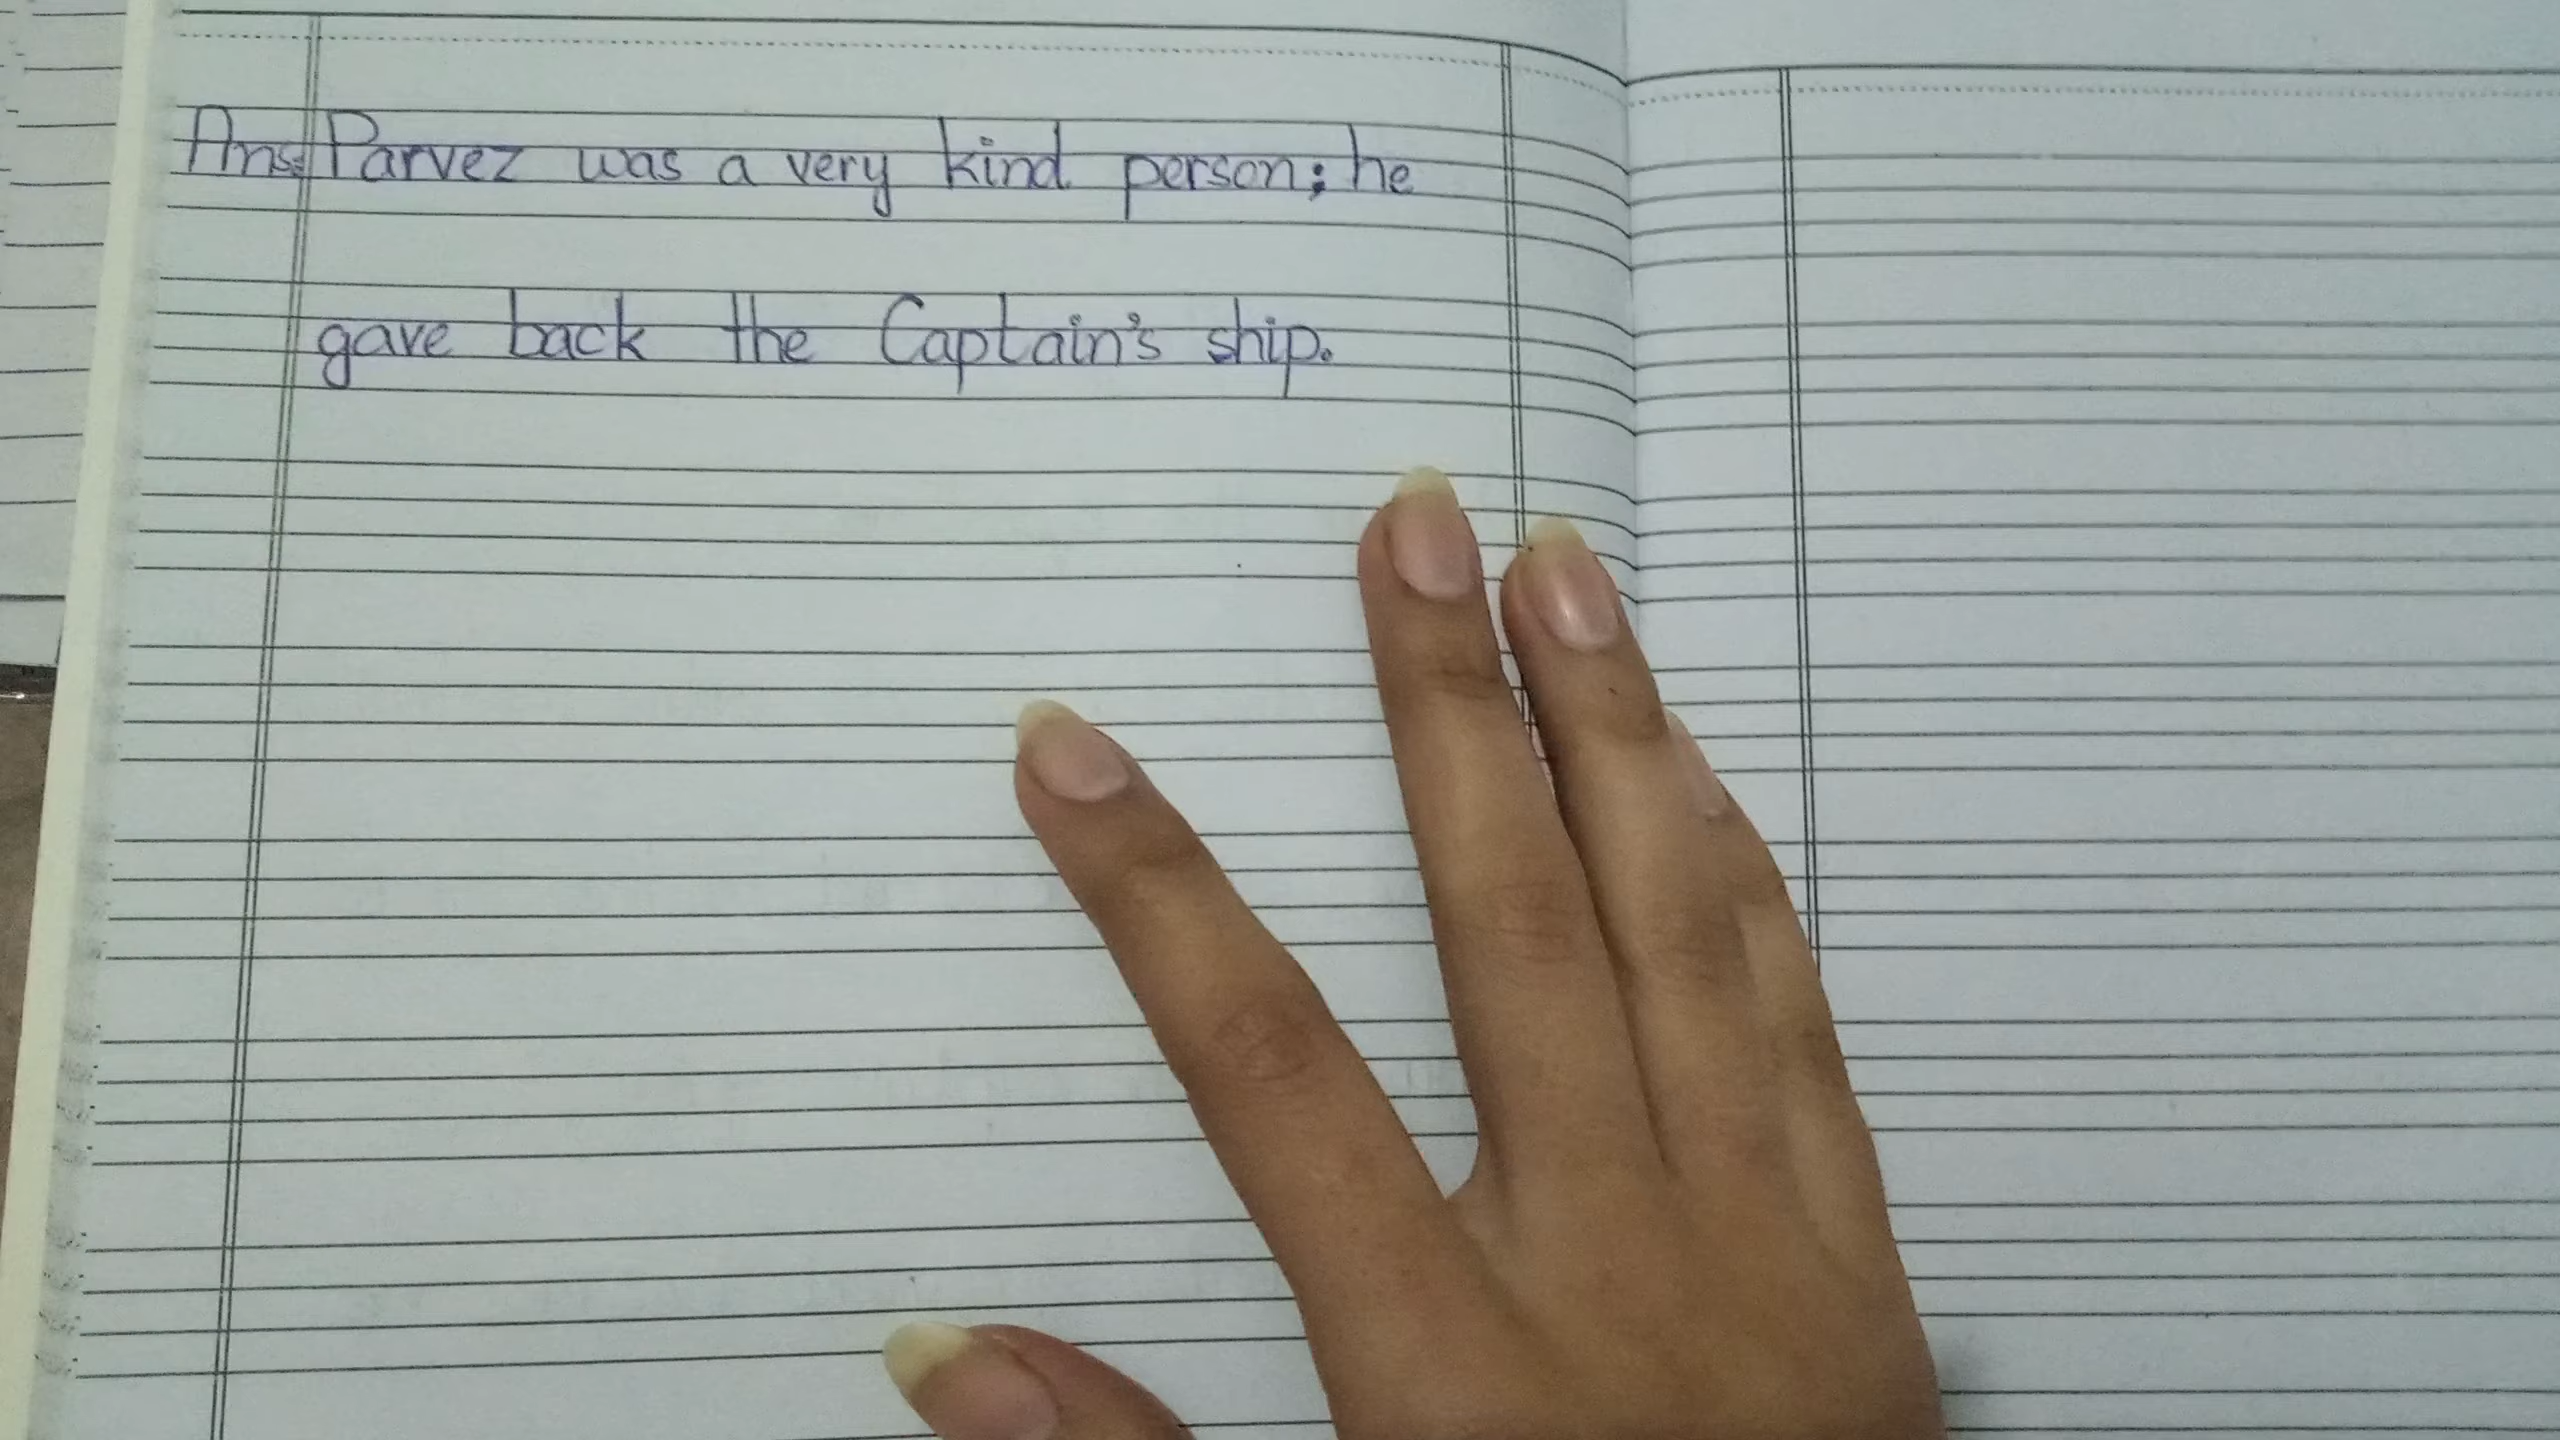 Ans: Parvez was a very kind person; he
gave back the Captain's ship.